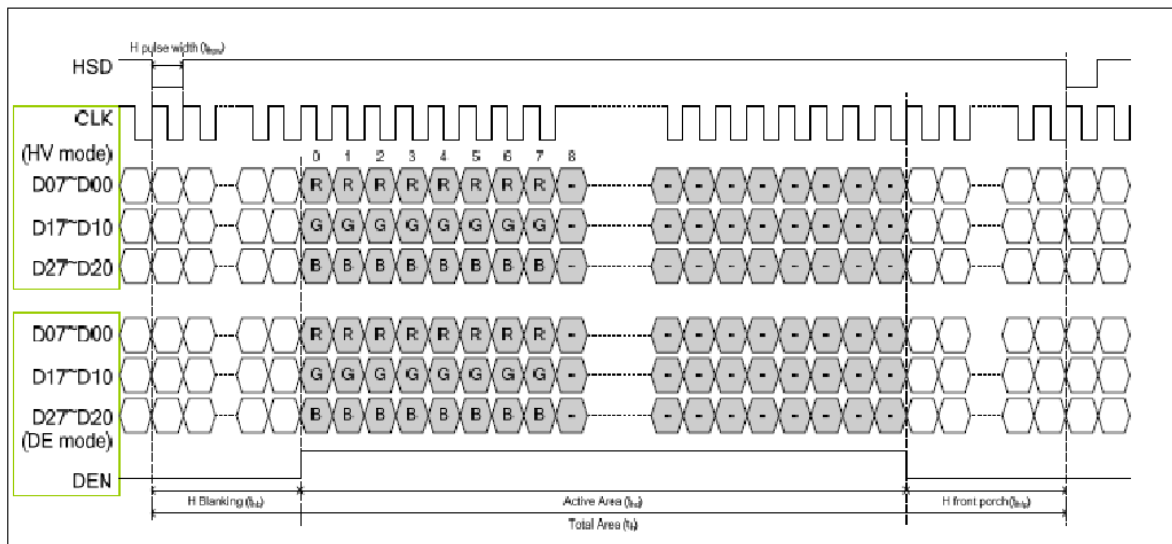 H pulse width (thpw)
HSD
CLK
(HV mode)
0 1 2 3 4 5 6 7 8
D07~D00 R R R R R R R R - - - - - - - - -
D17~D10 G G G G G G G G - - - - - - - - -
D27~D20 B B B B B B B B - - - - - - - - -
D07~D00 R R R R R R R R - - - - - - - - -
D17~D10 G G G G G G G G - - - - - - - - -
D27~D20 B B B B B B B B - - - - - - - - -
(DE mode)
DEN
H Blanking Active Area H front porch
Total Area